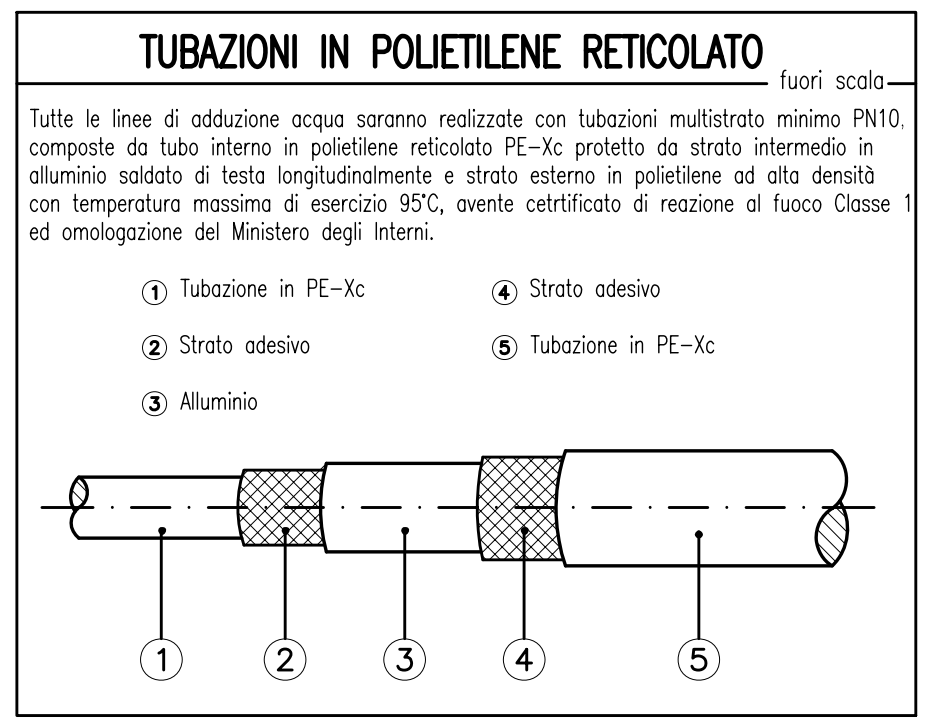 TUBAZIONI IN POLIETILENE RETICOLATO
fuori scala
Tutte le linee di adduzione acqua saranno realizzate con tubazioni multistrato minimo PN10,
composte da tubo interno in polietilene reticolato PE-Xc protetto da strato intermedio in
alluminio saldato di testa longitudinalmente e strato esterno in polietilene ad alta densità
con temperatura massima di esercizio 95°C, avente cetrtificato di reazione al fuoco Classe 1
ed omologazione del Ministero degli Interni.
1 Tubazione in PE-Xc
2 Strato adesivo
3 Alluminio
4 Strato adesivo
5 Tubazione in PE-Xc
1 2 3 4 5